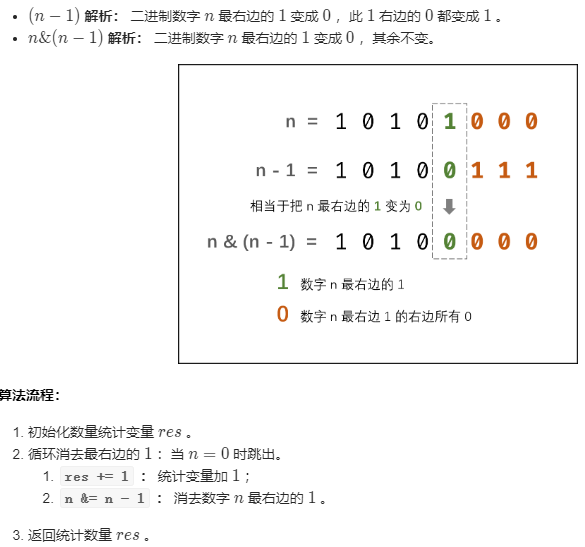 • (n − 1) 解析： 二进制数字 n 最右边的 1 变成 0 ，此 1 右边的 0 都变成 1 。
• n&(n − 1) 解析： 二进制数字 n 最右边的 1 变成 0 ，其余不变。
n = 1 0 1 0 1 0 0 0
n - 1 = 1 0 1 0 0 1 1 1
相当于把 n 最右边的 1 变为 0
n & (n - 1) = 1 0 1 0 0 0 0 0
1 数字 n 最右边的 1
0 数字 n 最右边 1 的右边所有 0
算法流程：
1. 初始化数量统计变量 res 。
2. 循环消去最右边的 1 ：当 n = 0 时跳出。
1. res += 1 ： 统计变量加 1 ；
2. n &= n - 1 ： 消去数字 n 最右边的 1 。
3. 返回统计数量 res 。